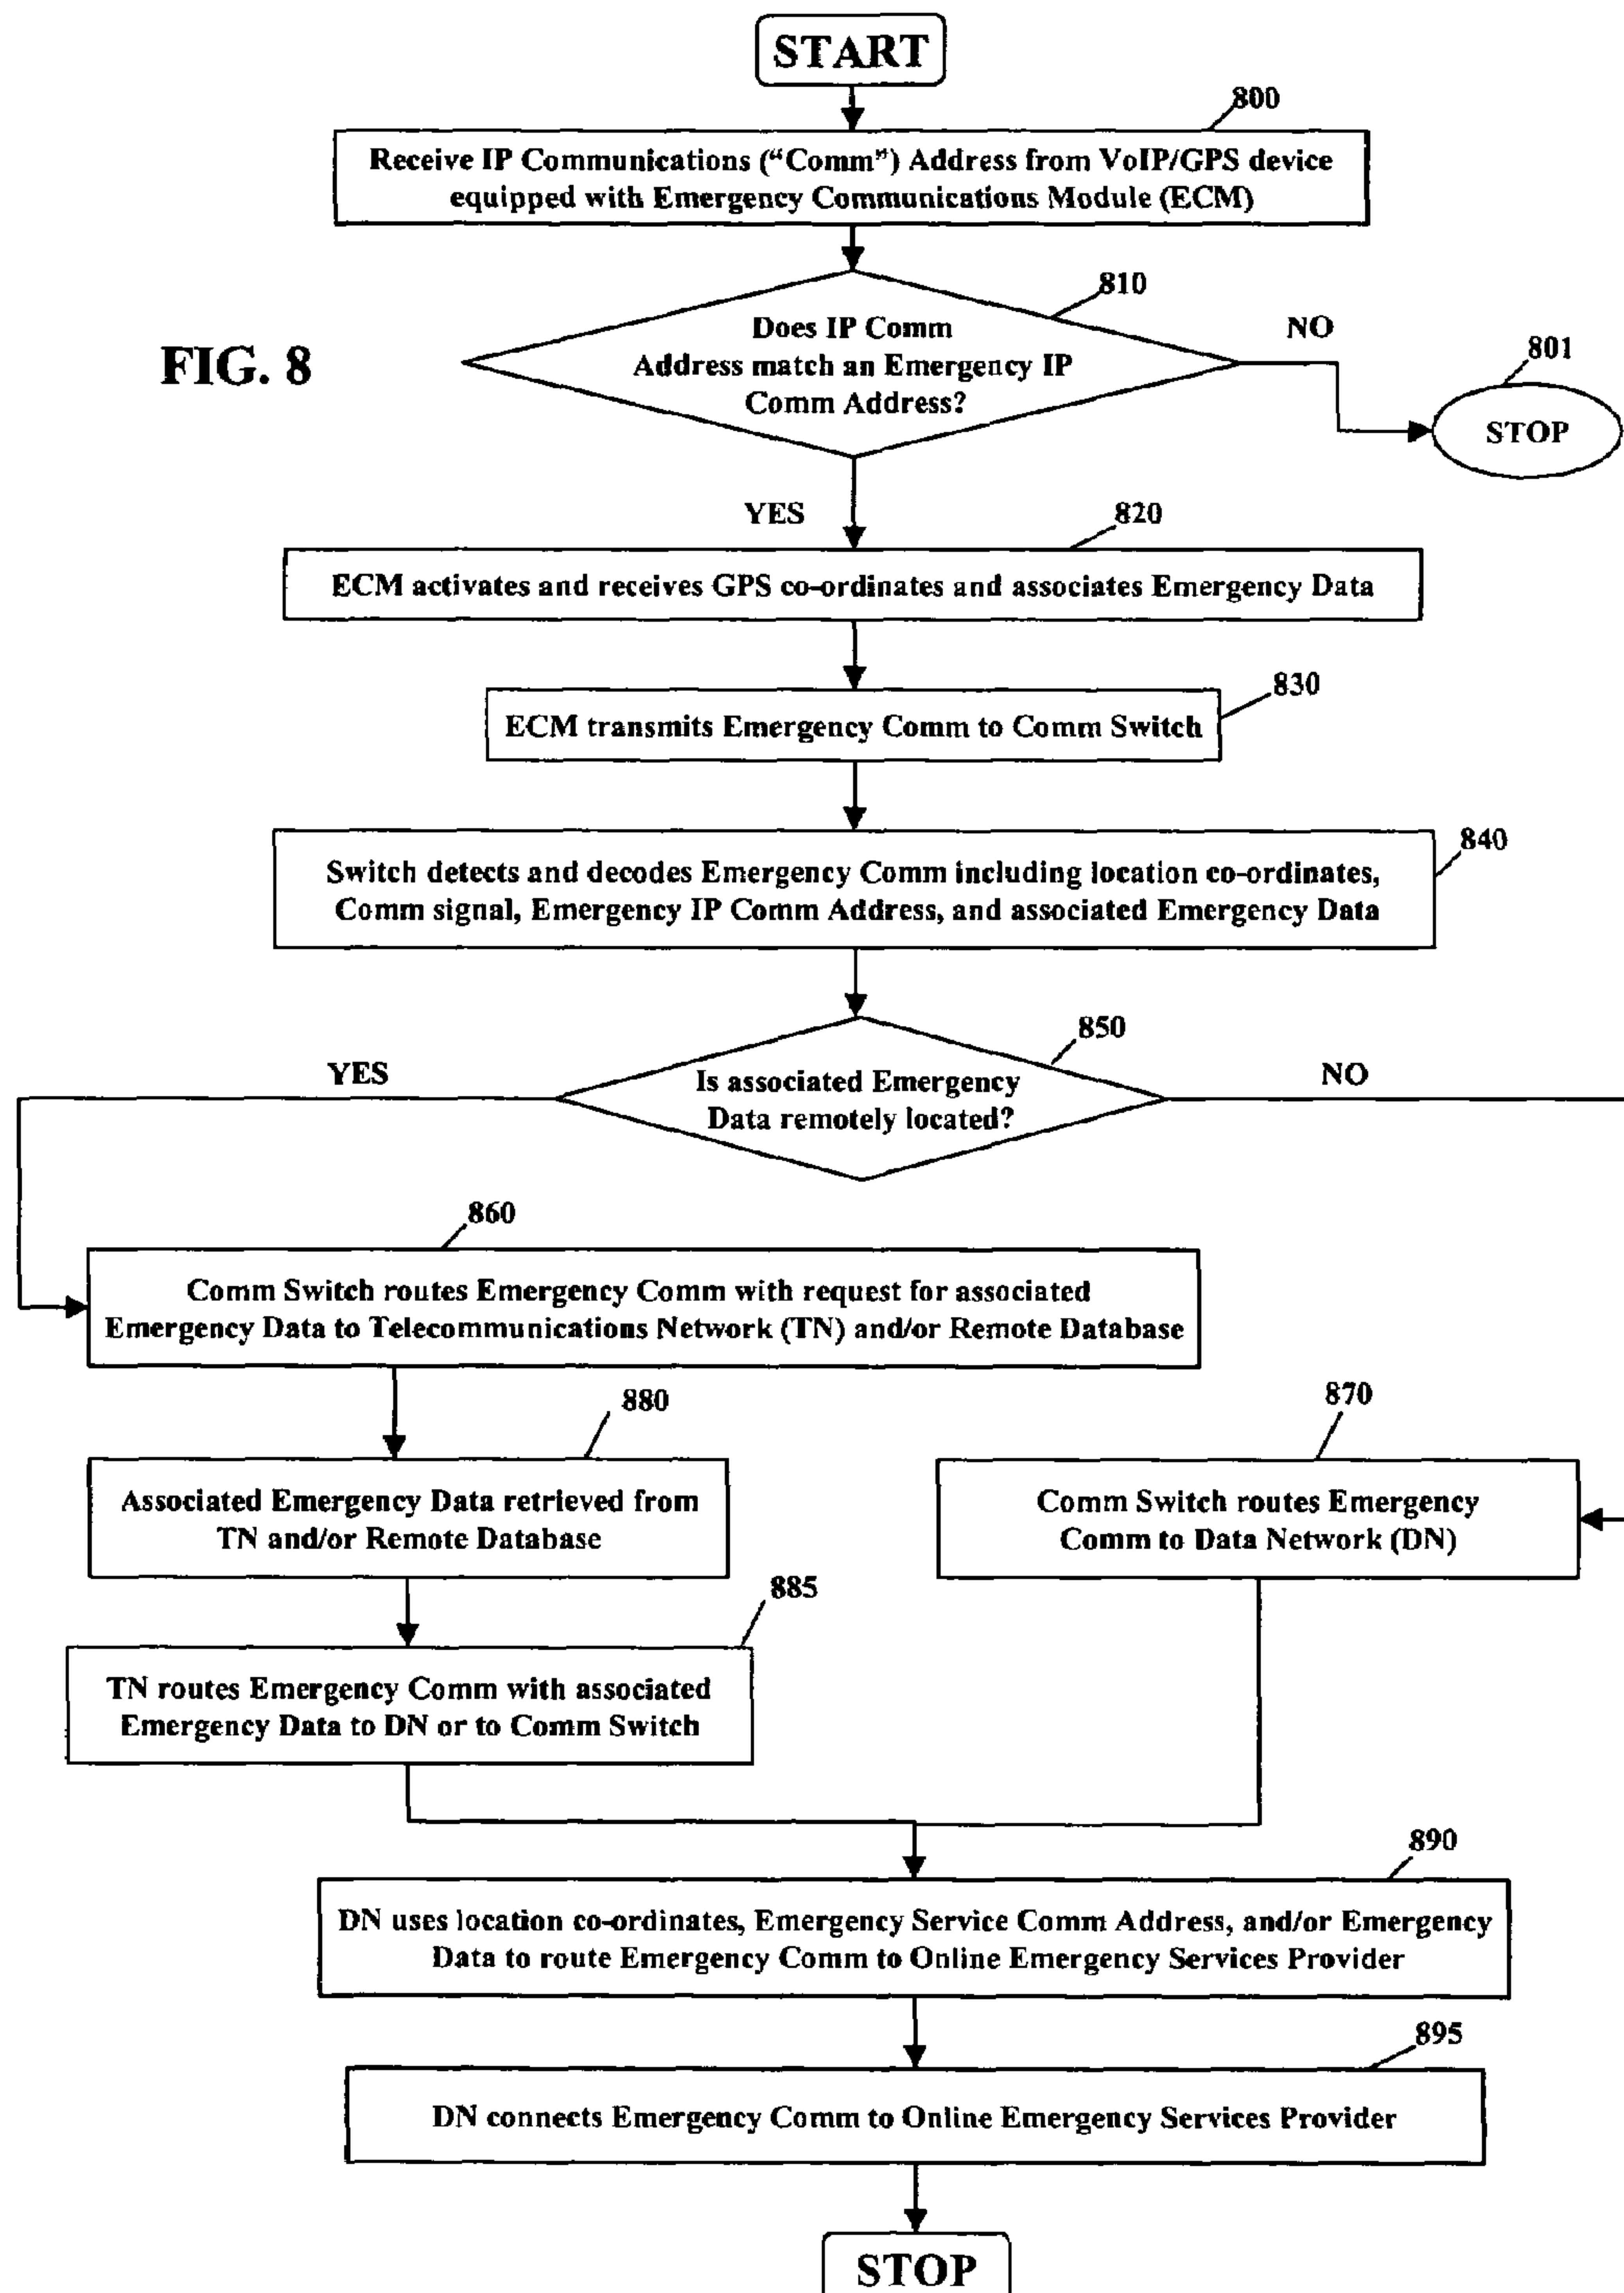 START
800
Receive IP Communications (“Comm”) Address from VoIP/GPS device
equipped with Emergency Communications Module (ECM)
810
Does IP Comm
Address match an Emergency IP
Comm Address?
NO
FIG. 8
801
STOP
YES
820
ECM activates and receives GPS co-ordinates and associates Emergency Data
830
ECM transmits Emergency Comm to Comm Switch
840
Switch detects and decodes Emergency Comm including location co-ordinates,
Comm signal, Emergency IP Comm Address, and associated Emergency Data
850
YES
Is associated Emergency
Data remotely located?
NO
860
Comm Switch routes Emergency Comm with request for associated
Emergency Data to Telecommunications Network (TN) and/or Remote Database
880
Associated Emergency Data retrieved from
TN and/or Remote Database
870
Comm Switch routes Emergency
Comm to Data Network (DN)
885
TN routes Emergency Comm with associated
Emergency Data to DN or to Comm Switch
890
DN uses location co-ordinates, Emergency Service Comm Address, and/or Emergency
Data to route Emergency Comm to Online Emergency Services Provider
895
DN connects Emergency Comm to Online Emergency Services Provider
STOP